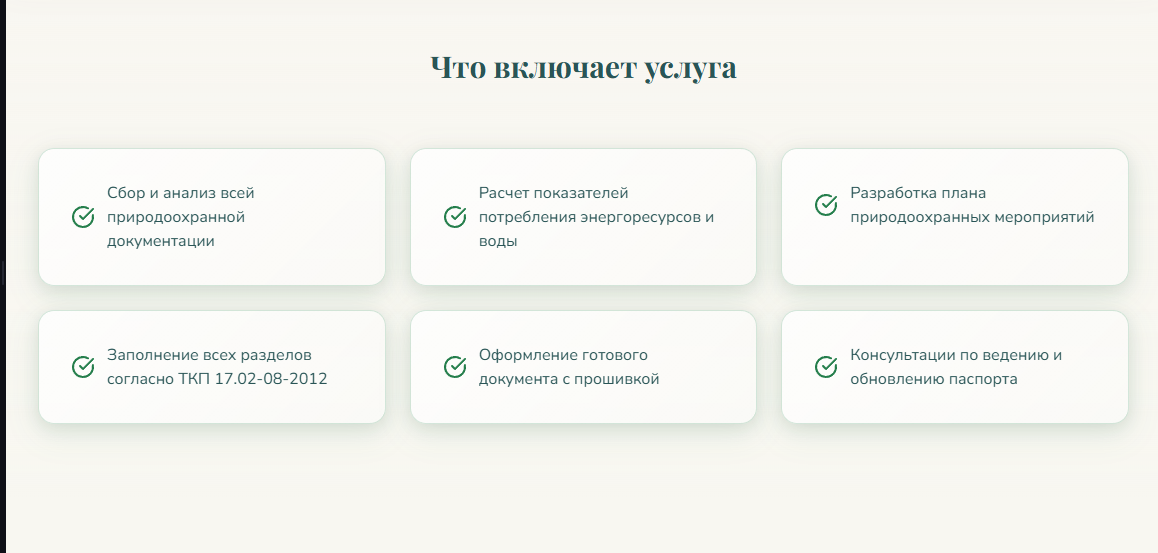 Что включает услуга
Сбор и анализ всей
природоохранной
документации
Расчет показателей
потребления энергоресурсов и
воды
Разработка плана
природоохранных мероприятий
Заполнение всех разделов
согласно ТКП 17.02-08-2012
Оформление готового
документа с прошивкой
Консультации по ведению и
обновлению паспорта